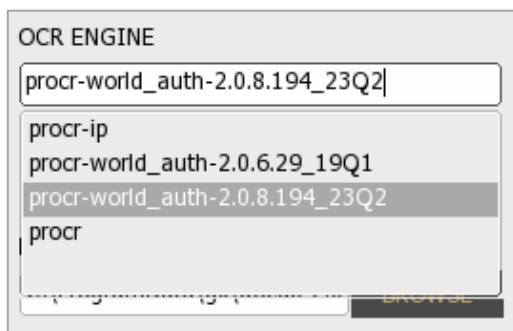 OCR ENGINE
procr-world_auth-2.0.8.194_23Q2
procr-ip
procr-world_auth-2.0.6.29_19Q1
procr-world_auth-2.0.8.194_23Q2
procr
BROWSE